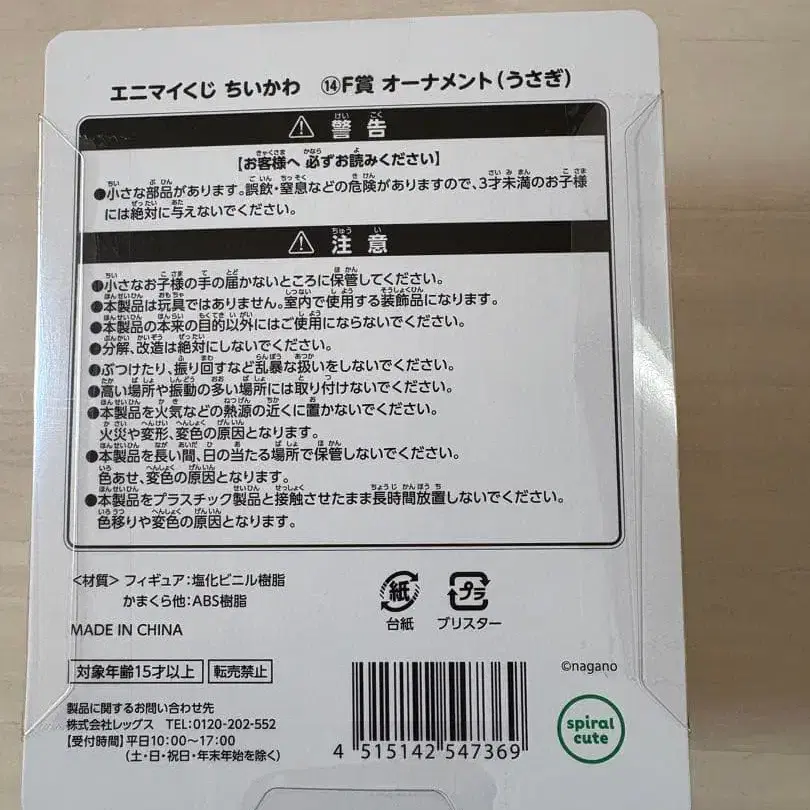 エニマイくじ ちいかわ ⑭F賞 オーナメント(うさぎ)
⚠ 警告
【お客様へ 必ずお読みください】
●小さな部品があります。誤飲・窒息などの危険がありますので、3才未満のお子様
には絶対に与えないでください。
⚠ 注意
●小さなお子様の手の届かないところに保管してください。
●本製品は玩具ではありません。室内で使用する装飾品になります。
●本製品の本来の目的以外にはご使用にならないでください。
●分解、改造は絶対にしないでください。
●ぶつけたり、振り回すなど乱暴な扱いをしないでください。
●高い場所や振動の多い場所には取り付けないでください。
●本製品を火気などの熱源の近くに置かないでください。
火災や変形、変色の原因となります。
●本製品を長い間、日の当たる場所で保管しないでください。
色あせ、変色の原因となります。
●本製品をプラスチック製品と接触させたまま長時間放置しないでください。
色移りや変色の原因となります。
<材質> フィギュア:塩化ビニル樹脂
かまくら他:ABS樹脂
MADE IN CHINA
紙
台紙
プラ
ブリスター
対象年齢15才以上 転売禁止
©nagano
製品に関するお問い合わせ先
株式会社レッグス TEL:0120-202-552
【受付時間】平日10:00~17:00
(土・日・祝日・年末年始を除く)
4 515142 547369
spiral
cute